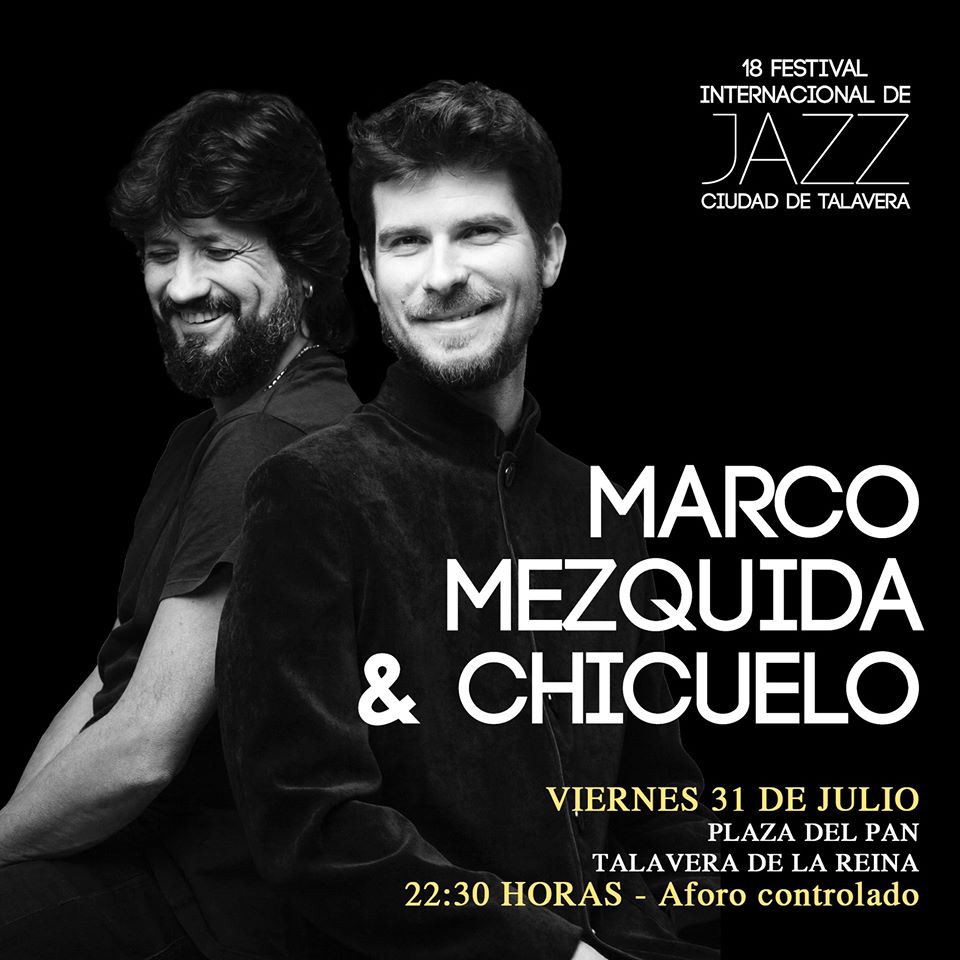 18 FESTIVAL
INTERNACIONAL DE
JAZZ
CIUDAD DE TALAVERA
MARCO
MEZQUIDA
& CHICUELO
VIERNES 31 DE JULIO
PLAZA DEL PAN
TALAVERA DE LA REINA
22:30 HORAS - Aforo controlado